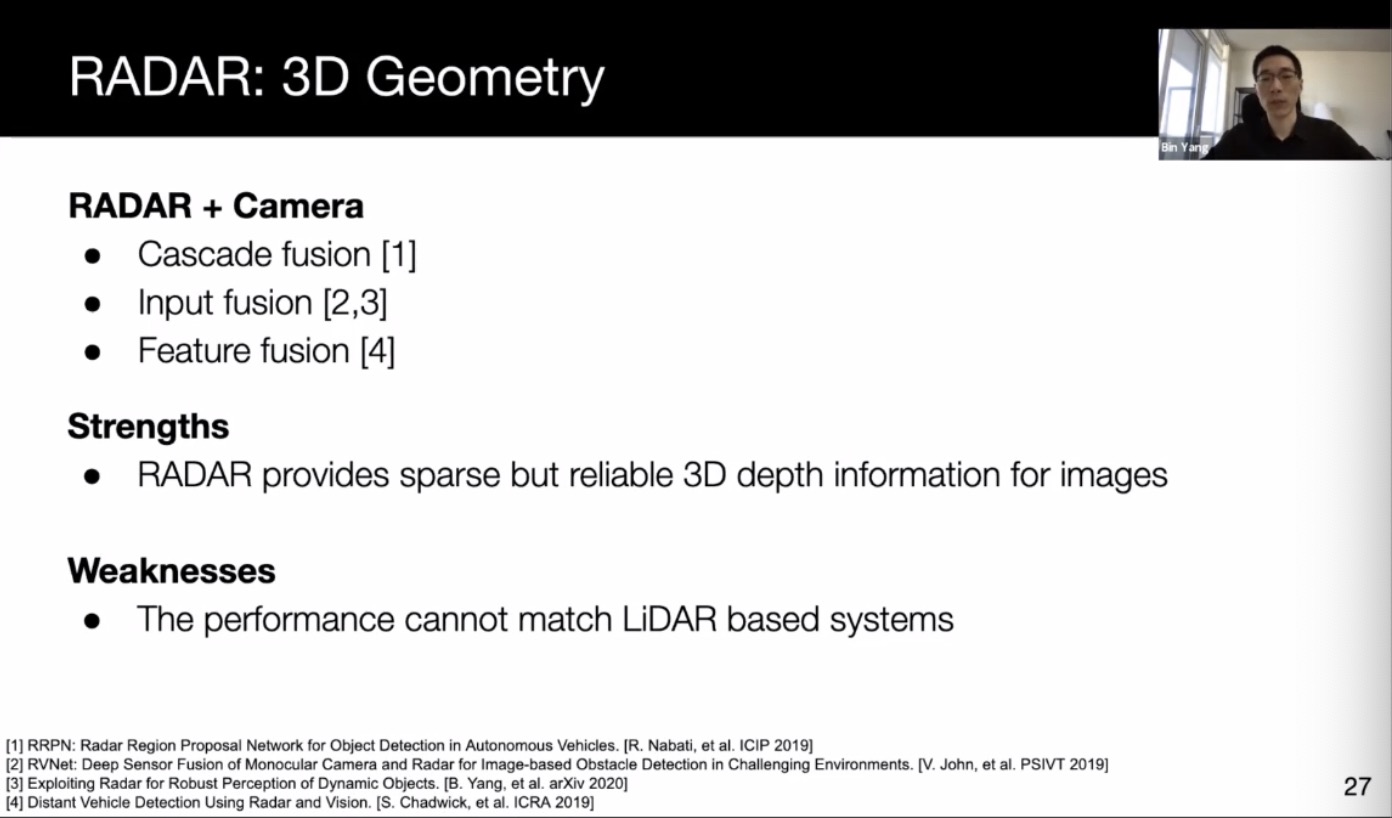 RADAR: 3D Geometry
Bin Yang
RADAR + Camera
● Cascade fusion [1]
● Input fusion [2,3]
● Feature fusion [4]
Strengths
● RADAR provides sparse but reliable 3D depth information for images
Weaknesses
● The performance cannot match LiDAR based systems
[1] RRPN: Radar Region Proposal Network for Object Detection in Autonomous Vehicles. [R. Nabati, et al. ICIP 2019]
[2] RVNet: Deep Sensor Fusion of Monocular Camera and Radar for Image-based Obstacle Detection in Challenging Environments. [V. John, et al. PSIVT 2019]
[3] Exploiting Radar for Robust Perception of Dynamic Objects. [B. Yang, et al. arXiv 2020]
[4] Distant Vehicle Detection Using Radar and Vision. [S. Chadwick, et al. ICRA 2019]
27